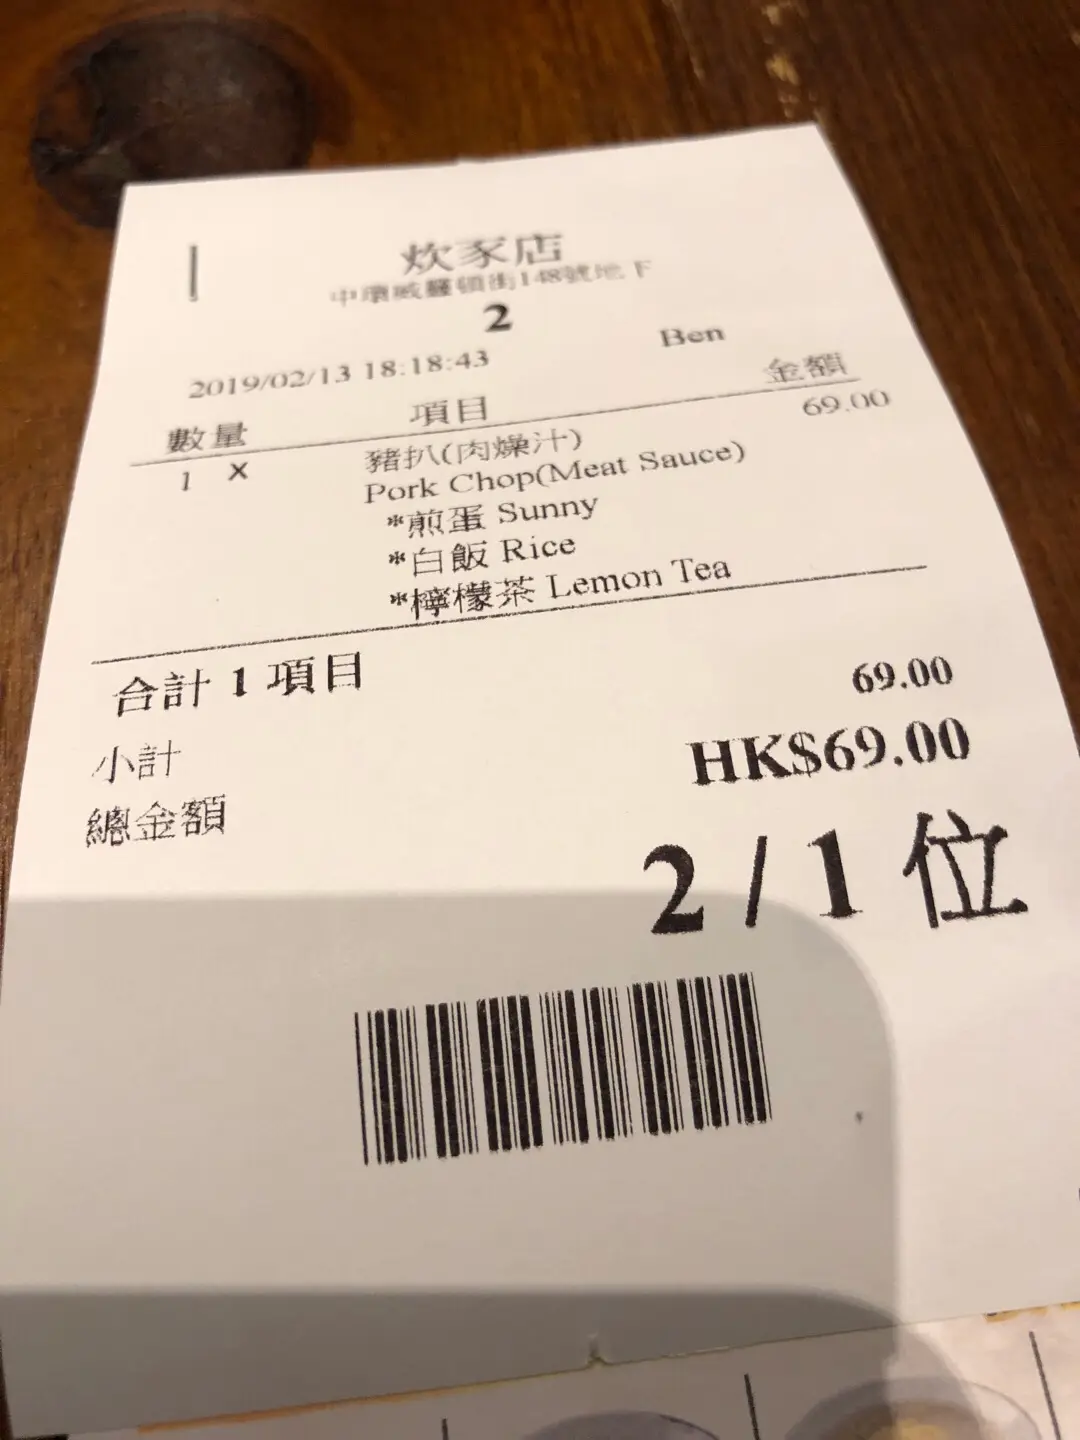 炊家店
中環威靈頓街148號地下
2
Ben
2019/02/13 18:18:43
數量 項目 金額
1 X 豬扒(肉燥汁) 69.00
Pork Chop(Meat Sauce)
*煎蛋 Sunny
*白飯 Rice
*檸檬茶 Lemon Tea
合計 1 項目
小計 69.00
總金額 HK$69.00
2 / 1 位